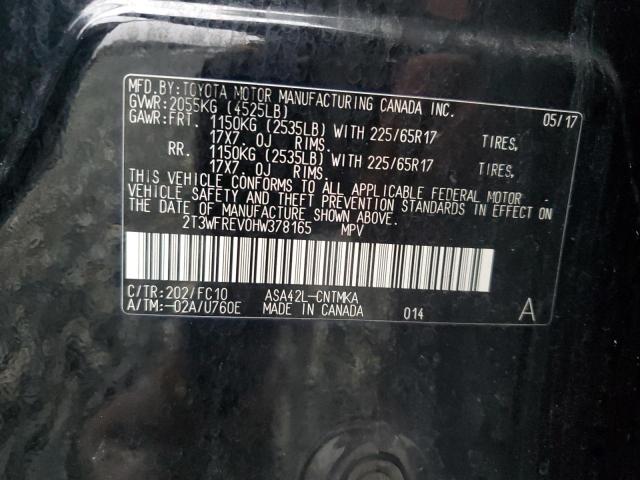 MFD.BY:TOYOTA MOTOR MANUFACTURING CANADA INC.
GVWR:2055KG (4525LB) 05/17
GAWR:FRT. 1150KG (2535LB) WITH 225/65R17 TIRES,
17X7.0J RIMS.
RR. 1150KG (2535LB) WITH 225/65R17 TIRES,
17X7.0J RIMS.
THIS VEHICLE CONFORMS TO ALL APPLICABLE FEDERAL MOTOR
VEHICLE SAFETY AND THEFT PREVENTION STANDARDS IN EFFECT ON
THE DATE OF MANUFACTURE SHOWN ABOVE.
2T3WFREV0HW378165 MPV
C/TR:202/FC10 ASA42L-CNTMKA
A/TM:-02A/U760E MADE IN CANADA 014 A